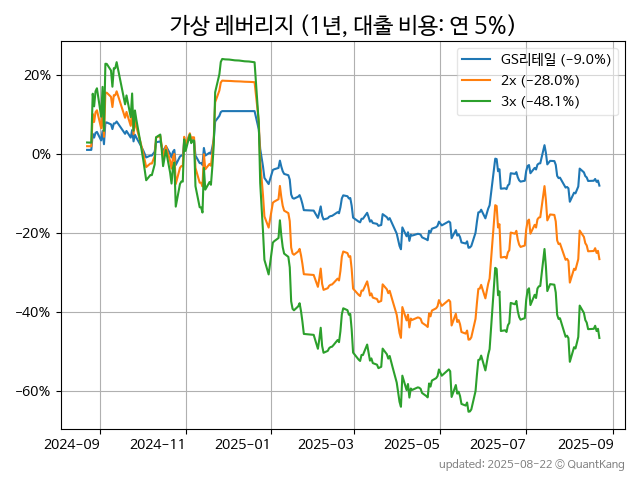 가상 레버리지 (1년, 대출 비용: 연 5%)
GS리테일 (−9.0%)
2x (−28.0%)
3x (−48.1%)
20%
0%
−20%
−40%
−60%
2024-09 2024-11 2025-01 2025-03 2025-05 2025-07 2025-09
updated: 2025-08-22 © QuantKang